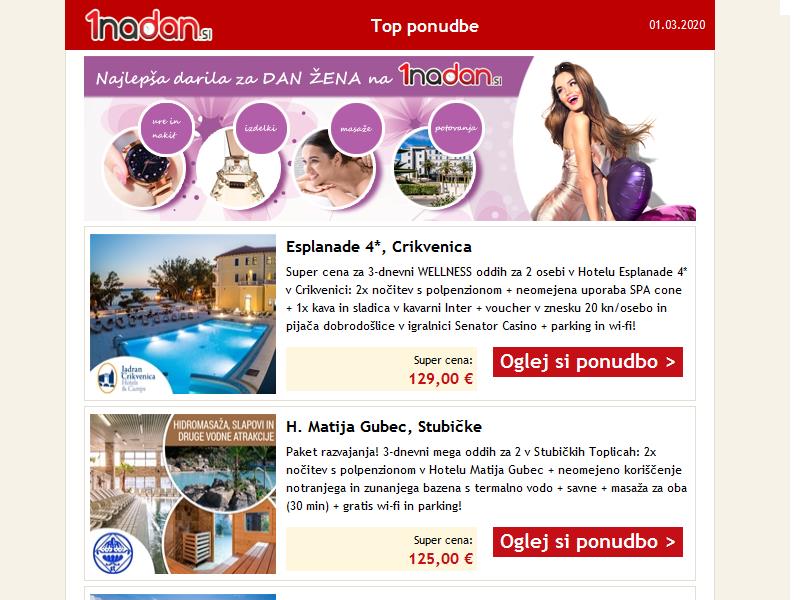 1nadan.si
Top ponudbe
01.03.2020
Najlepša darila za DAN ŽENA na 1nadan.si
ure in
nakit
izdelki
masaže
potovanja
Esplanade 4*, Crikvenica
Super cena za 3-dnevni WELLNESS oddih za 2 osebi v Hotelu Esplanade 4*
v Crikvenici: 2x nočitev s polpenzionom + neomejena uporaba SPA cone
+ 1x kava in sladica v kavarni Inter + voucher v znesku 20 kn/osebo in
pijača dobrodošlice v igralnici Senator Casino + parking in wi-fi!
Jadran
Crikvenica
Hotels
& Camps
Super cena:
129,00 €
Oglej si ponudbo >
HIDROMASAŽA, SLAPOVI IN
DRUGE VODNE ATRAKCIJE
H. Matija Gubec, Stubičke
Paket razvajanja! 3-dnevni mega oddih za 2 v Stubičkih Toplicah: 2x
nočitev s polpenzionom v Hotelu Matija Gubec + neomejeno koriščenje
notranjega in zunanjega bazena s termalno vodo + savne + masaža za oba
(30 min) + gratis wi-fi in parking!
Super cena:
125,00 €
Oglej si ponudbo >